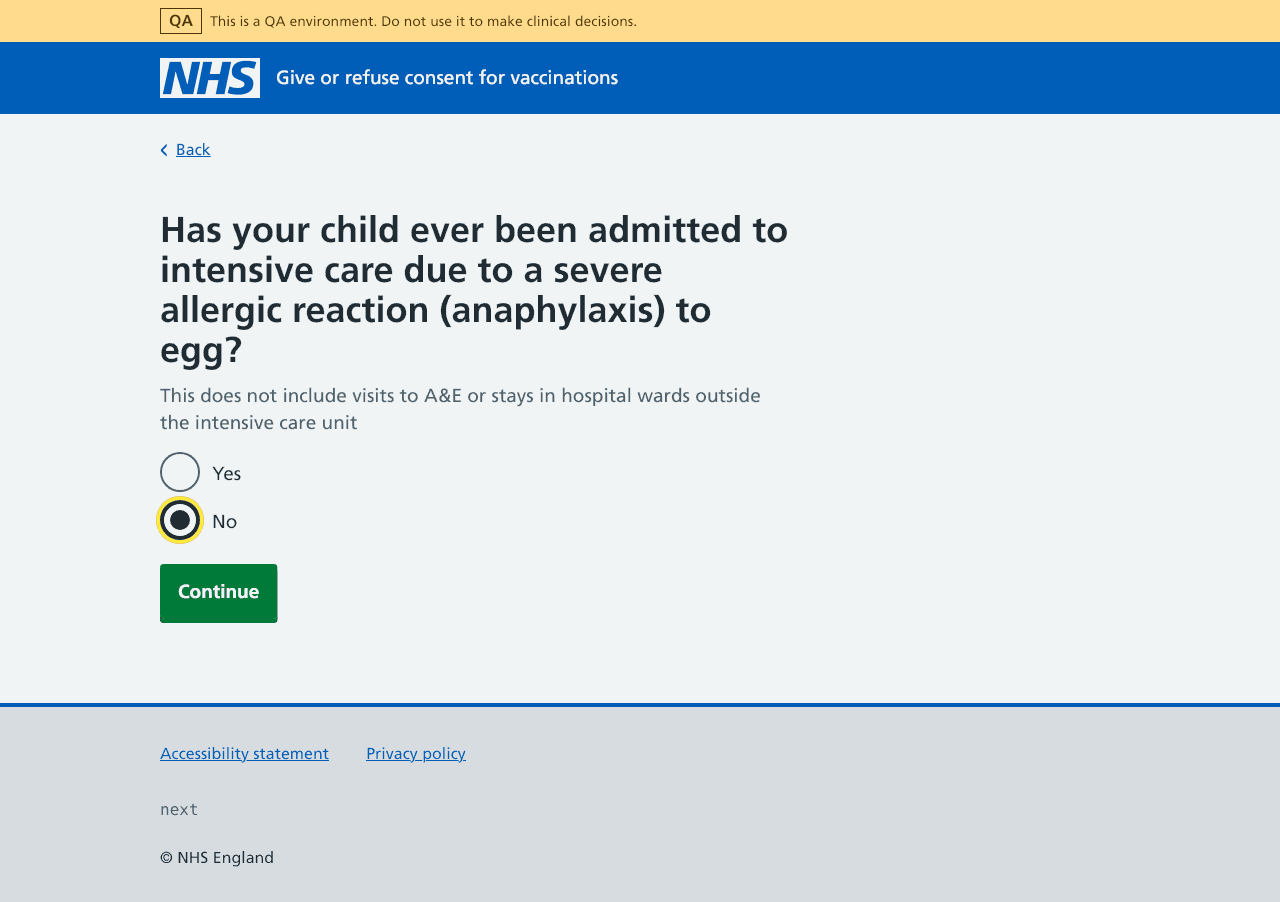 QA This is a QA environment. Do not use it to make clinical decisions.
NHS Give or refuse consent for vaccinations
Back
Has your child ever been admitted to
intensive care due to a severe
allergic reaction (anaphylaxis) to
egg?
This does not include visits to A&E or stays in hospital wards outside
the intensive care unit
Yes
No
Continue
Accessibility statement Privacy policy
next
© NHS England